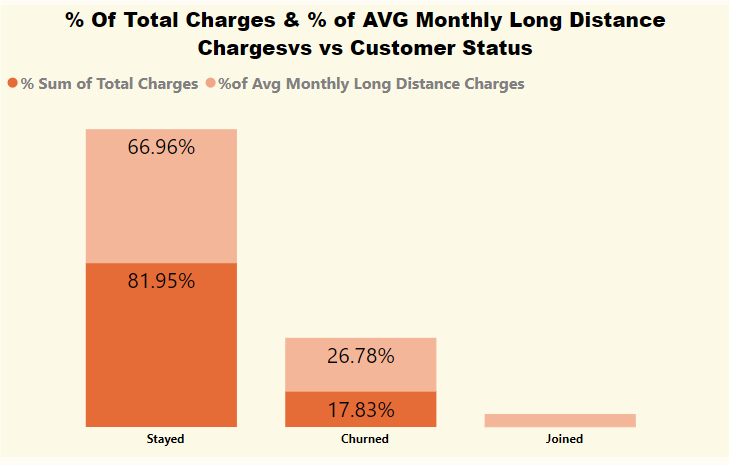 % Of Total Charges & % of AVG Monthly Long Distance
Chargesvs vs Customer Status
% Sum of Total Charges %of Avg Monthly Long Distance Charges
66.96%
81.95%
26.78%
17.83%
Stayed Churned Joined